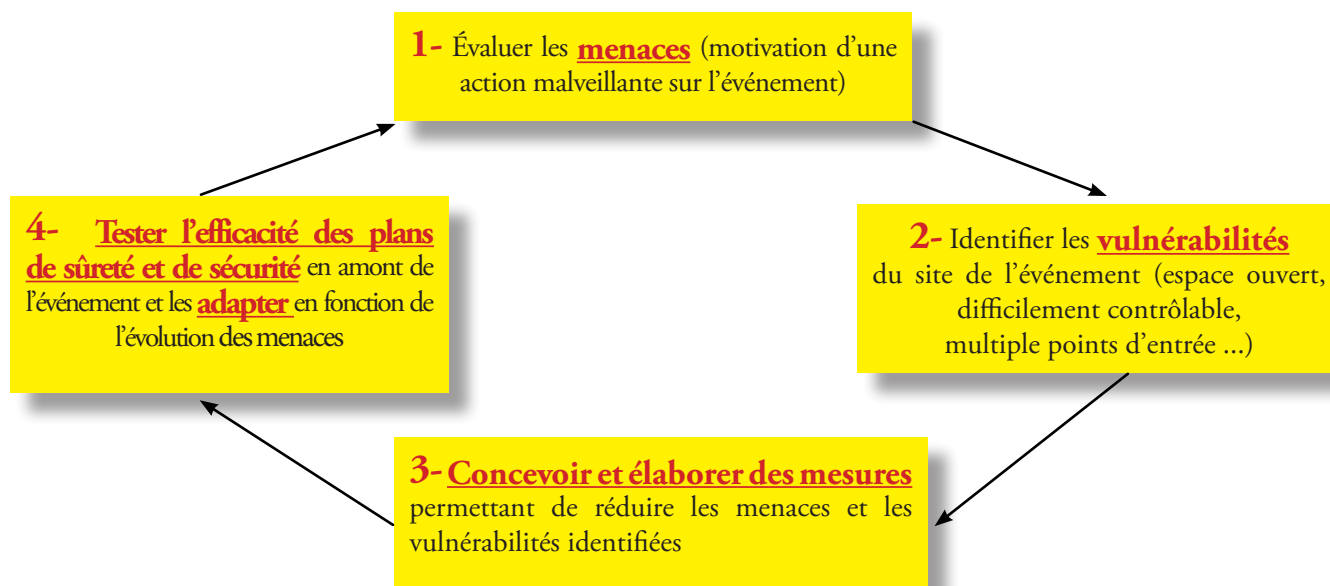 1- Évaluer les menaces (motivation d’une
action malveillante sur l’événement)
2- Identifier les vulnérabilités
du site de l’événement (espace ouvert,
difficilement contrôlable,
multiple points d’entrée ...)
3- Concevoir et élaborer des mesures
permettant de réduire les menaces et les
vulnérabilités identifiées
4- Tester l’efficacité des plans
de sûreté et de sécurité en amont de
l’événement et les adapter en fonction de
l’évolution des menaces